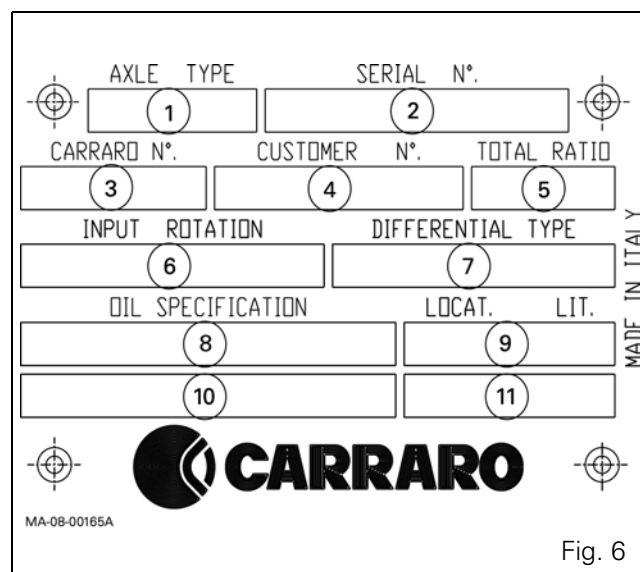 AXLE TYPE SERIAL N°.
1 2
CARRARO N°. CUSTOMER N°. TOTAL RATIO
3 4 5
INPUT ROTATION DIFFERENTIAL TYPE
6 7
OIL SPECIFICATION LOCAT. LIT.
8 9
10 11
MADE IN ITALY
CARRARO
MA-08-00165A
Fig. 6